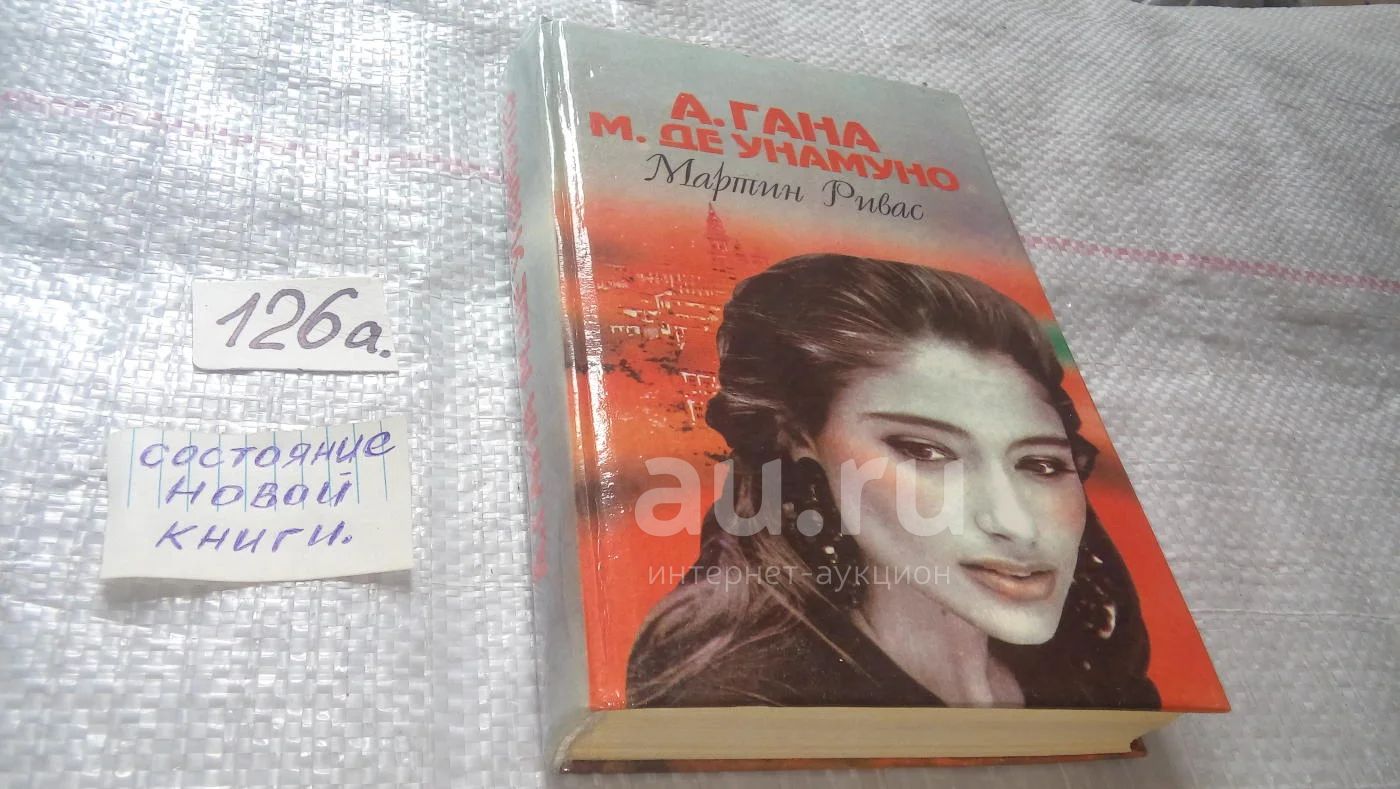 А. ГАНА
М. ДЕ УНАМУНО
Мартин Ривас
126а.
состояние
новой
книги.
au.ru
интернет-аукцион